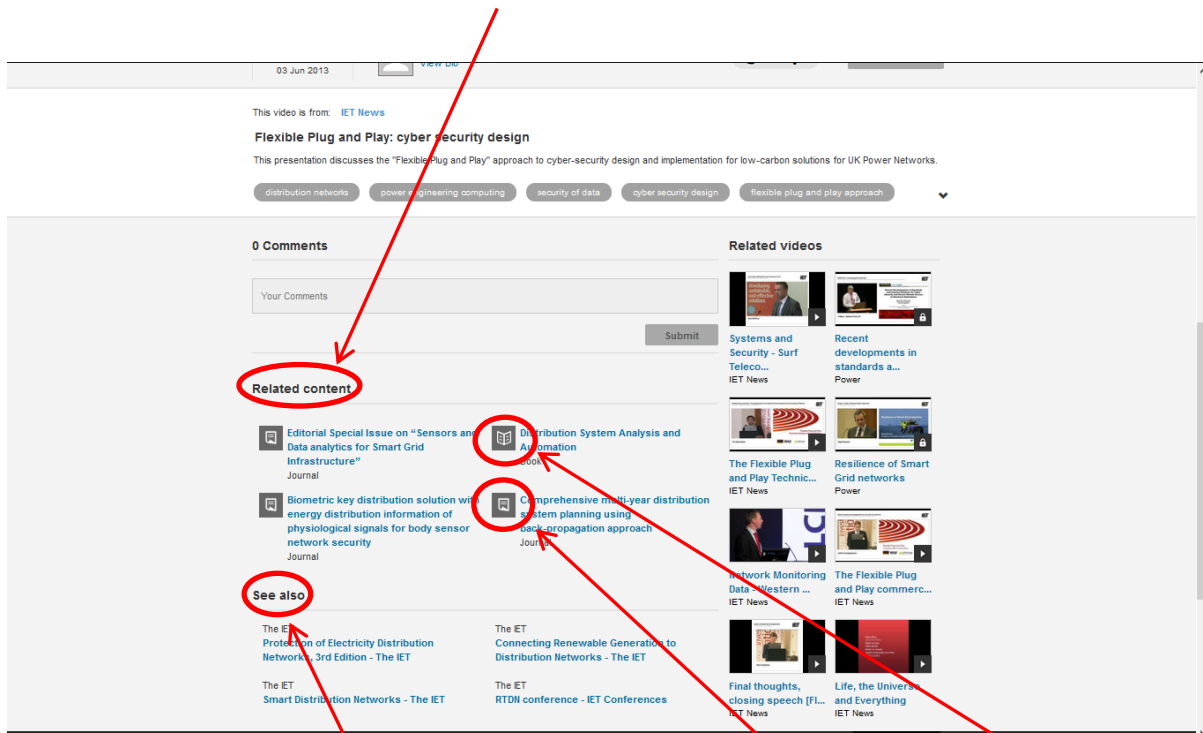 03 Jun 2013
View bio
This video is from: IET News
Flexible Plug and Play: cyber security design
This presentation discusses the "Flexible Plug and Play" approach to cyber-security design and implementation for low-carbon solutions for UK Power Networks.
distribution networks
power engineering computing
security of data
cyber security design
flexible plug and play approach
0 Comments
Your Comments
Submit
Related content
Editorial Special Issue on “Sensors and
Data analytics for Smart Grid
Infrastructure”
Journal
Distribution System Analysis and
Automation
Book
Biometric key distribution solution with
energy distribution information of
physiological signals for body sensor
network security
Journal
Comprehensive multi-year distribution
system planning using
back-propagation approach
Journal
See also
The IET
Protection of Electricity Distribution
Networks, 3rd Edition - The IET
The IET
Connecting Renewable Generation to
Distribution Networks - The IET
The IET
Smart Distribution Networks - The IET
The IET
RTDN conference - IET Conferences
Related videos
Systems and
Security - Surf
Teleco...
IET News
Recent
developments in
standards a...
Power
The Flexible Plug
and Play Technic...
IET News
Resilience of Smart
Grid networks
Power
Network Monitoring
Data - Western ...
IET News
The Flexible Plug
and Play commerc...
IET News
Final thoughts,
closing speech [Fl...
IET News
Life, the Universe
and Everything
IET News